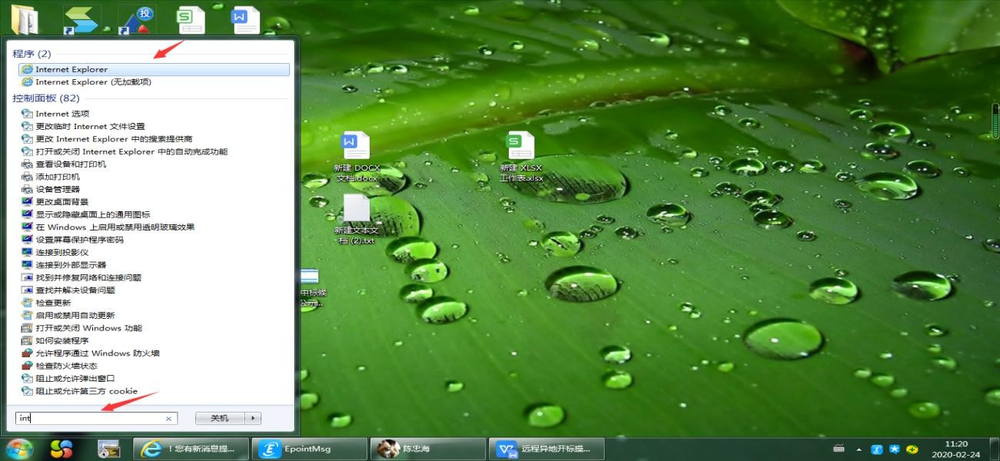 程序 (2)
Internet Explorer
Internet Explorer (无加载项)
控制面板 (82)
Internet 选项
更改临时 Internet 文件设置
更改 Internet Explorer 中的搜索提供商
打开或关闭 Internet Explorer 中的自动完成功能
查看设备和打印机
添加打印机
设备管理器
更改桌面背景
显示或隐藏桌面上的通用图标
在 Windows 上启用或禁用透明玻璃效果
设置屏幕保护程序密码
连接到投影仪
连接到外部显示器
找到并修复网络和连接问题
查找并解决设备问题
检查更新
启用或禁用自动更新
打开或关闭 Windows 功能
如何安装程序
允许程序通过 Windows 防火墙
检查防火墙状态
阻止或允许弹出窗口
阻止或允许第三方 cookie
int
关机
投
新建 DOCX
文档.docx
新建 XLSX
工作表.xlsx
新建文本文
档 (2).txt
中标候
公示...
！您有新消息提...
EpointMsg
陈忠海
远程异地开标操...
11:20
2020-02-24